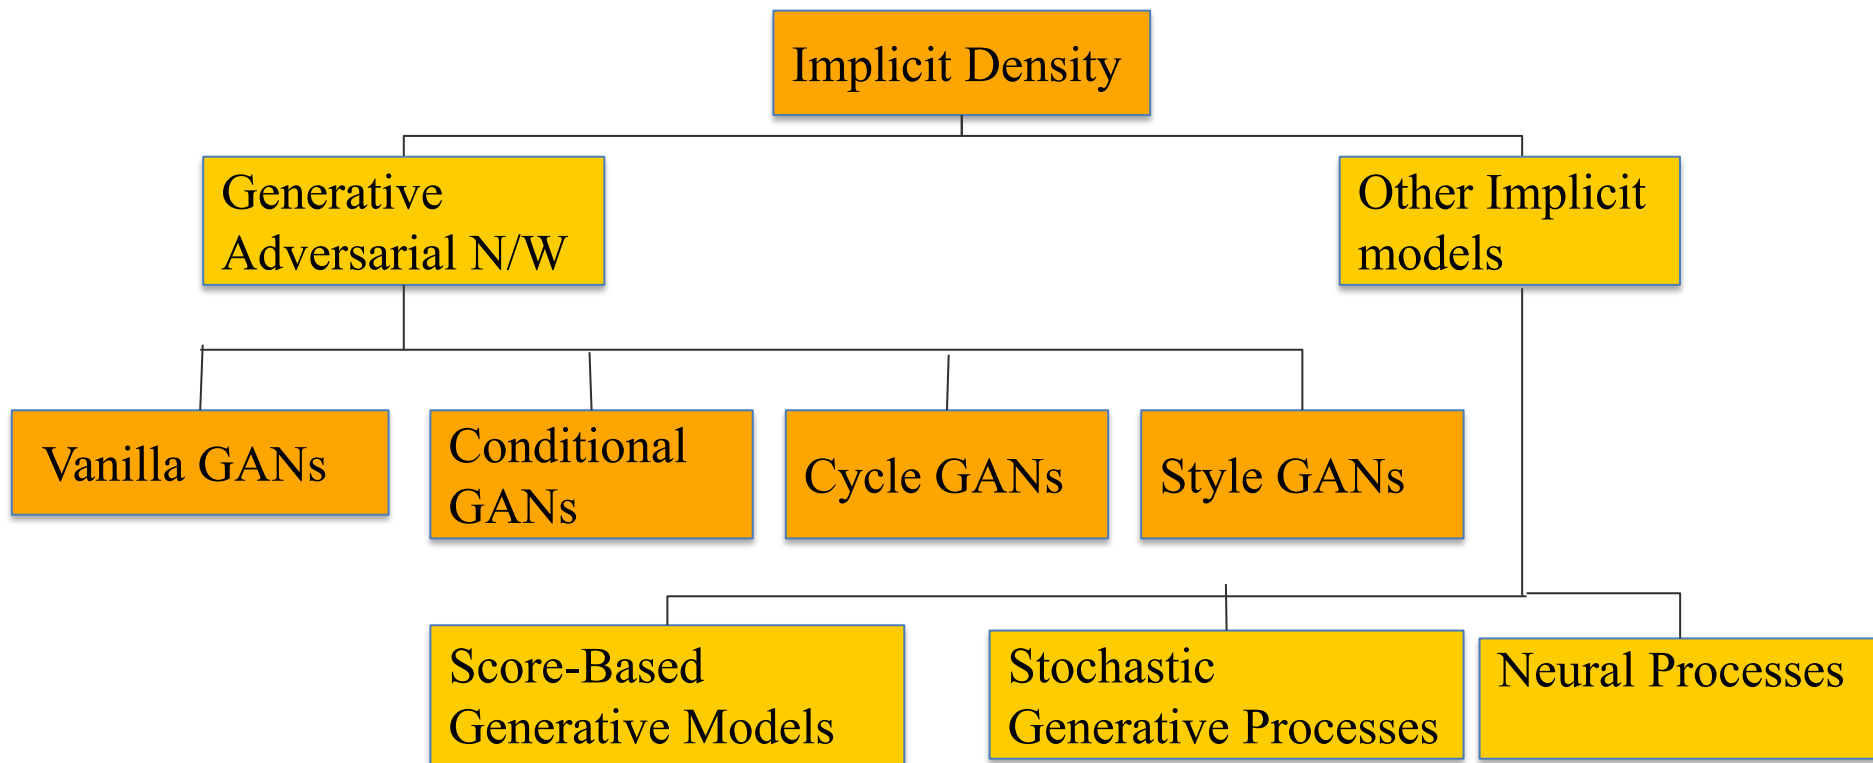 Implicit Density
Generative
Adversarial N/W
Other Implicit
models
Vanilla GANs
Conditional
GANs
Cycle GANs
Style GANs
Score-Based
Generative Models
Stochastic
Generative Processes
Neural Processes